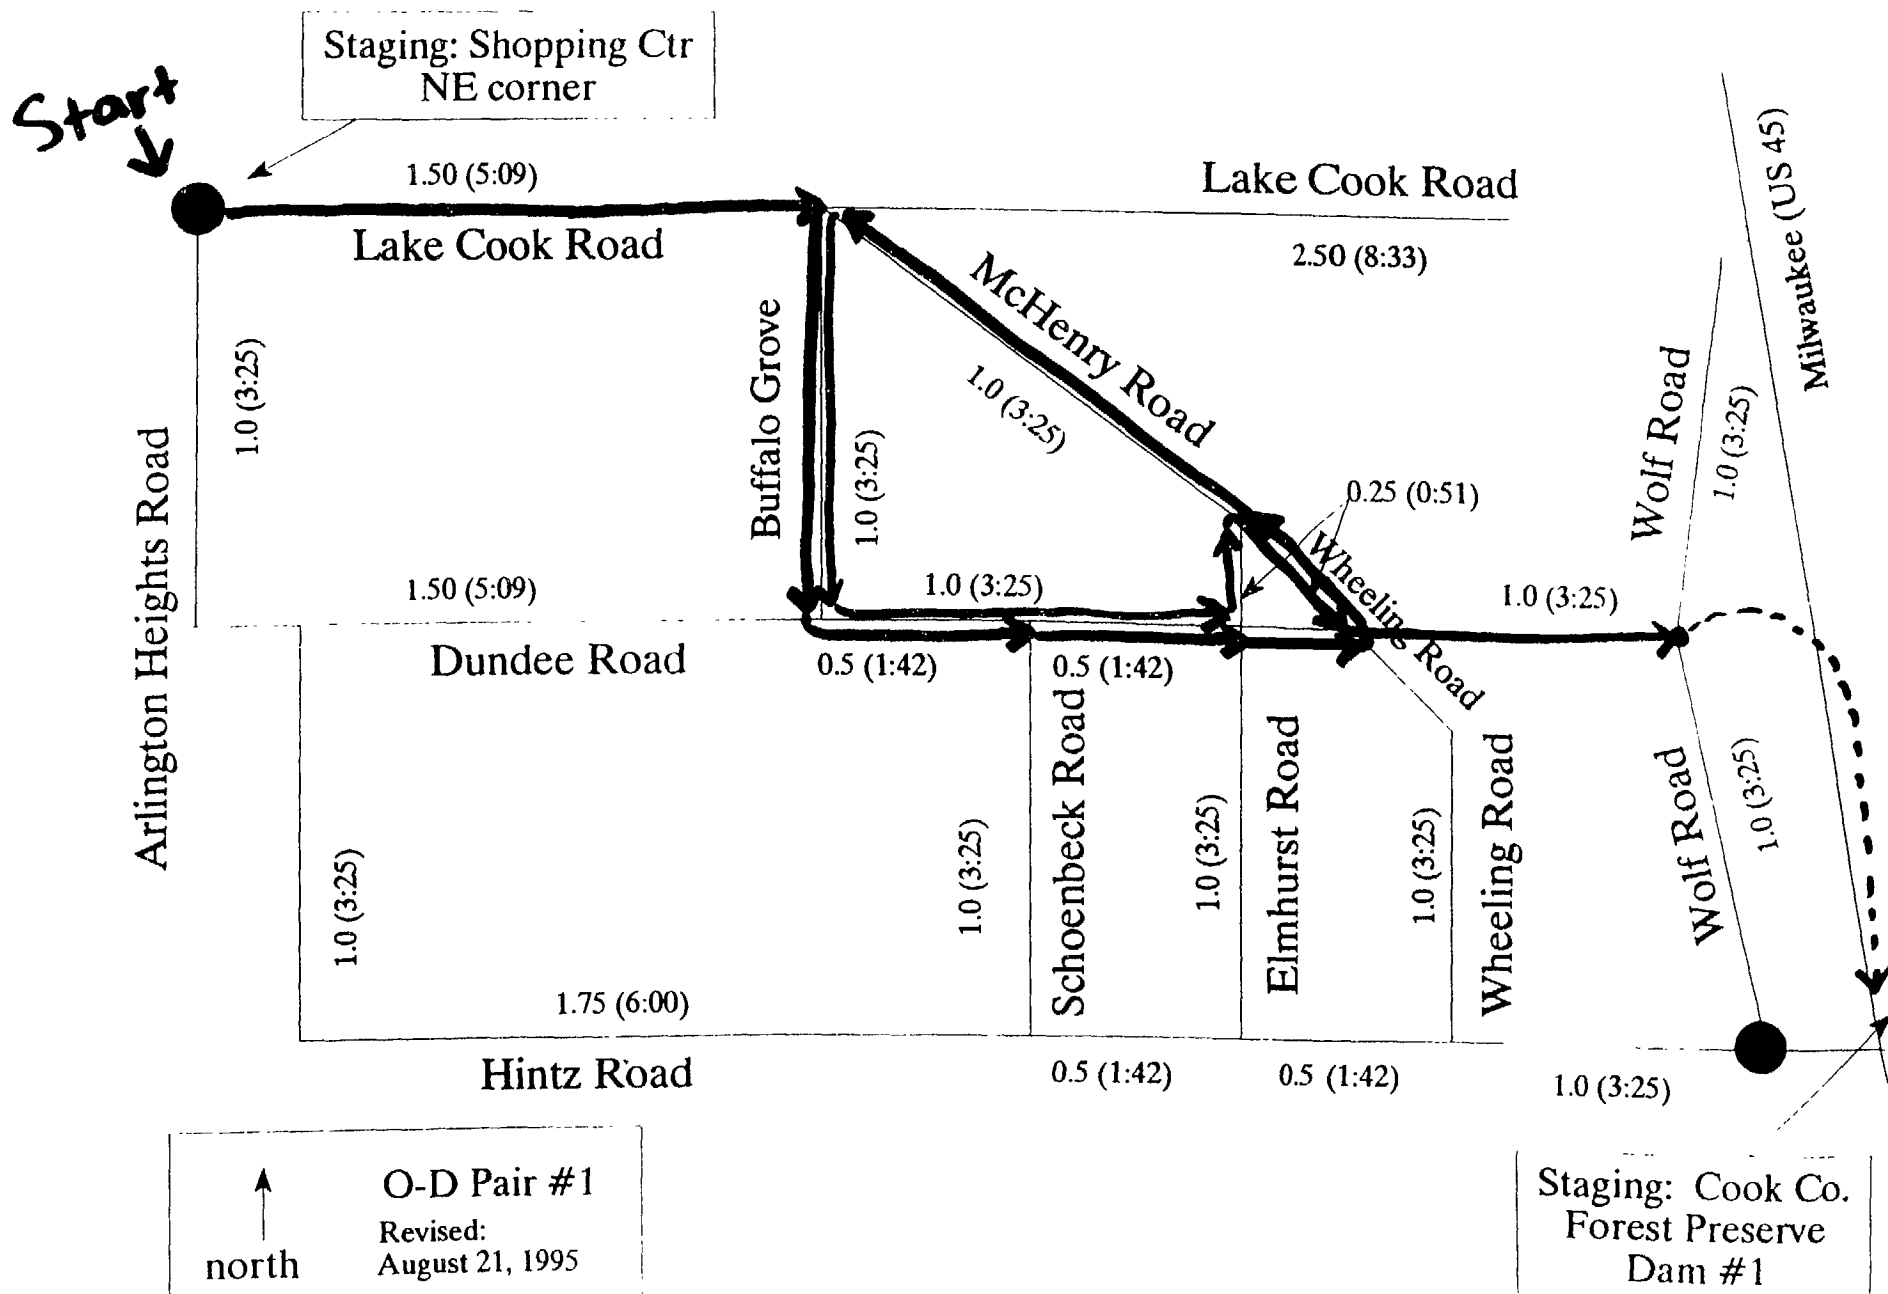 Staging: Shopping Ctr
NE corner
Start
1.50 (5:09)
Lake Cook Road
Lake Cook Road
2.50 (8:33)
Milwaukee (US 45)
McHenry Road
1.0 (3:25)
Buffalo Grove
1.0 (3:25)
1.0 (3:25)
Arlington Heights Road
Wolf Road
1.0 (3:25)
0.25 (0:51)
Wheeling Road
1.50 (5:09)
1.0 (3:25)
1.0 (3:25)
Dundee Road
0.5 (1:42)
0.5 (1:42)
Schoenbeck Road
1.0 (3:25)
Elmhurst Road
1.0 (3:25)
Wheeling Road
1.0 (3:25)
Wolf Road
1.0 (3:25)
1.0 (3:25)
1.75 (6:00)
Hintz Road
0.5 (1:42)
0.5 (1:42)
1.0 (3:25)
north
O-D Pair #1
Revised:
August 21, 1995
Staging: Cook Co.
Forest Preserve
Dam #1